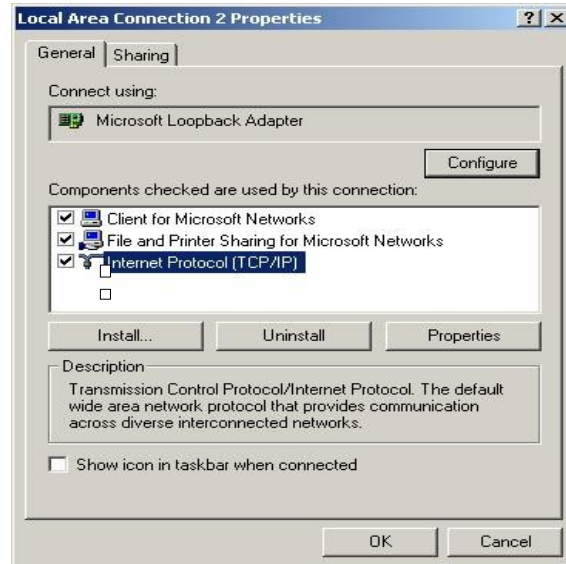 Local Area Connection 2 Properties
General
Sharing
Connect using:
Microsoft Loopback Adapter
Configure
Components checked are used by this connection:
Client for Microsoft Networks
File and Printer Sharing for Microsoft Networks
Internet Protocol (TCP/IP)
Install...
Uninstall
Properties
Description
Transmission Control Protocol/Internet Protocol. The default
wide area network protocol that provides communication
across diverse interconnected networks.
Show icon in taskbar when connected
OK
Cancel